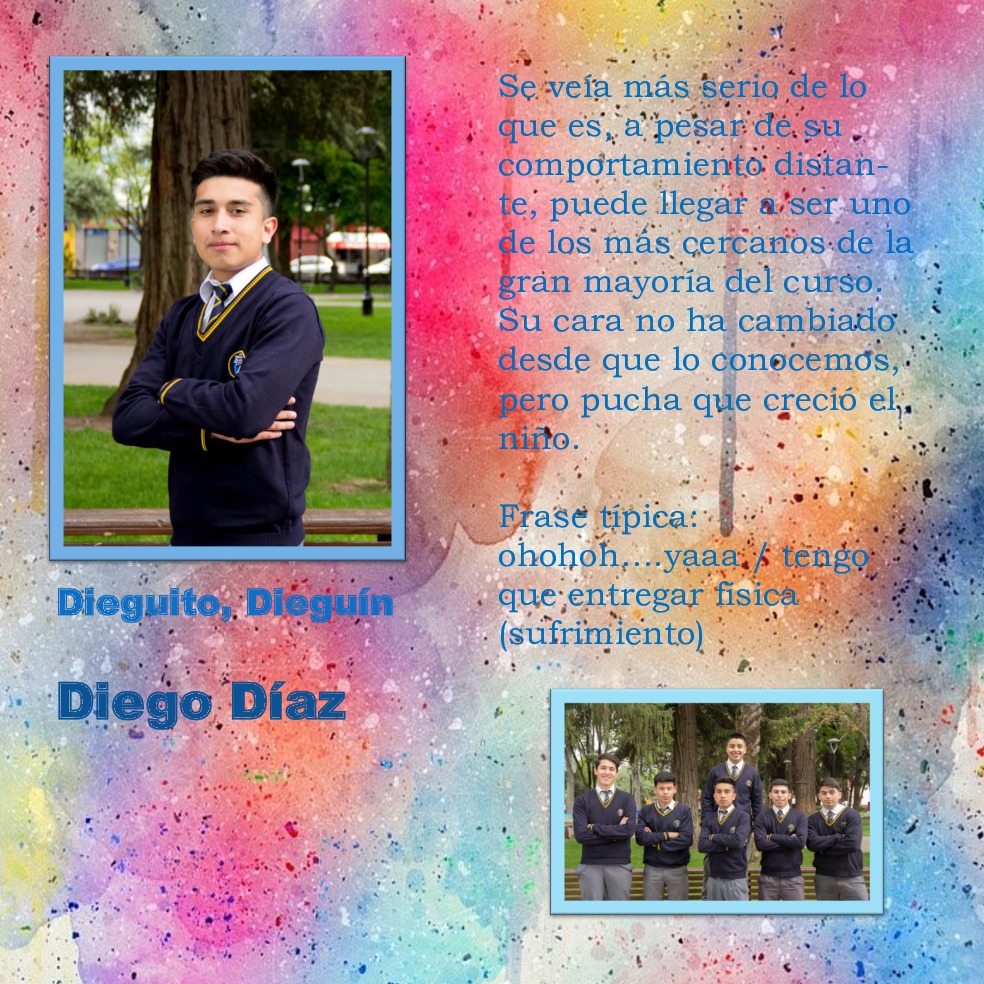 Se veía más serio de lo
que es, a pesar de su
comportamiento distan-
te, puede llegar a ser uno
de los más cercanos de la
gran mayoría del curso.
Su cara no ha cambiado
desde que lo conocemos,
pero pucha que creció el
niño.
Frase típica:
ohohoh....yaaa / tengo
que entregar física
(sufrimiento)
Dieguito, Dieguín
Diego Díaz